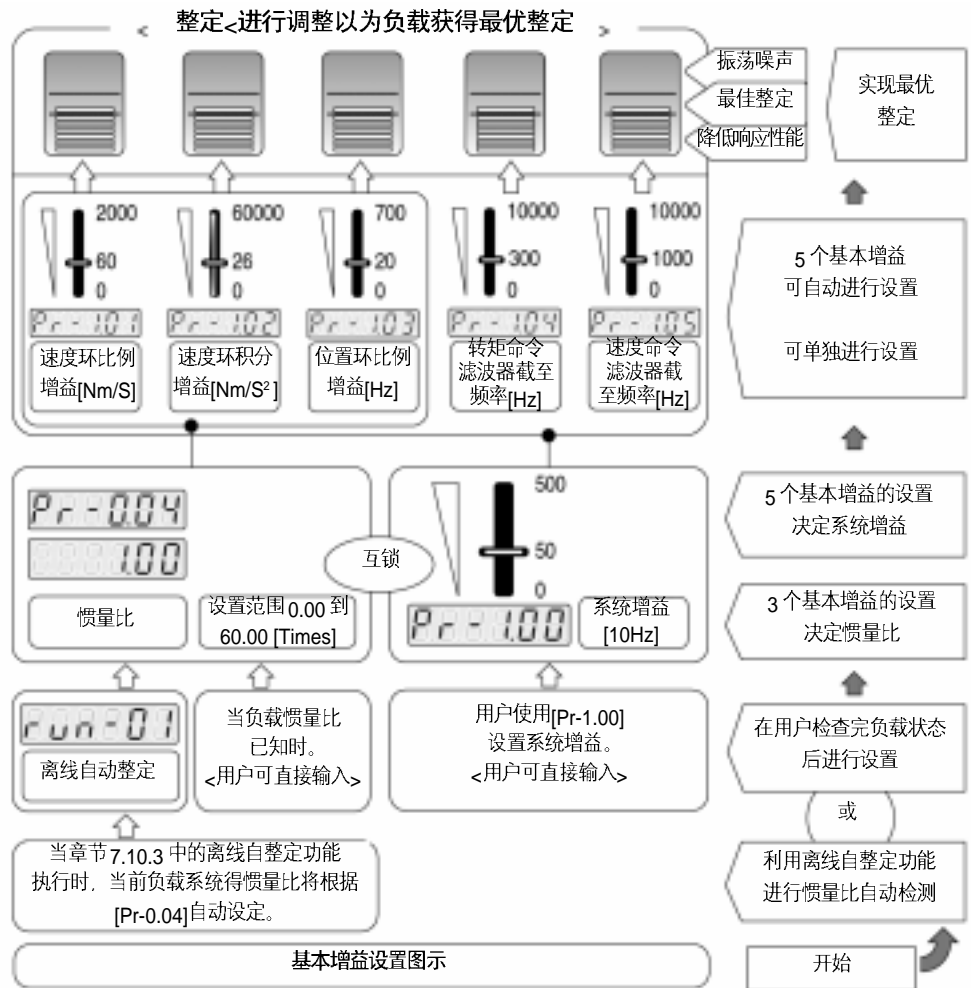 整定<进行调整以为负载获得最优整定
< >
振荡噪声
最佳整定
降低响应性能
实现最优
整定
2000
60
0
60000
26
0
700
20
0
10000
300
0
10000
1000
0
Pr-1.01
Pr-1.02
Pr-1.03
Pr-1.04
Pr-1.05
速度环比例
增益[Nm/S]
速度环积分
增益[Nm/S²]
位置环比例
增益[Hz]
转矩命令
滤波器截至
频率[Hz]
速度命令
滤波器截
至频率[Hz]
5 个基本增益
可自动进行设置
可单独进行设置
Pr-0.04
1.00
惯量比
设置范围 0.00 到
60.00 [Times]
互锁
500
50
0
Pr-1.00
系统增益
[10Hz]
5 个基本增益的设置
决定系统增益
3 个基本增益的设置
决定惯量比
run-01
离线自动整定
当负载惯量比
已知时。
<用户可直接输入>
用户使用[Pr-1.00]
设置系统增益。
<用户可直接输入>
在用户检查完负载状态
后进行设置
或
当章节 7.10.3 中的离线自整定功能
执行时，当前负载系统得惯量比将根据
[Pr-0.04]自动设定。
利用离线自整定功能
进行惯量比自动检测
基本增益设置图示
开始